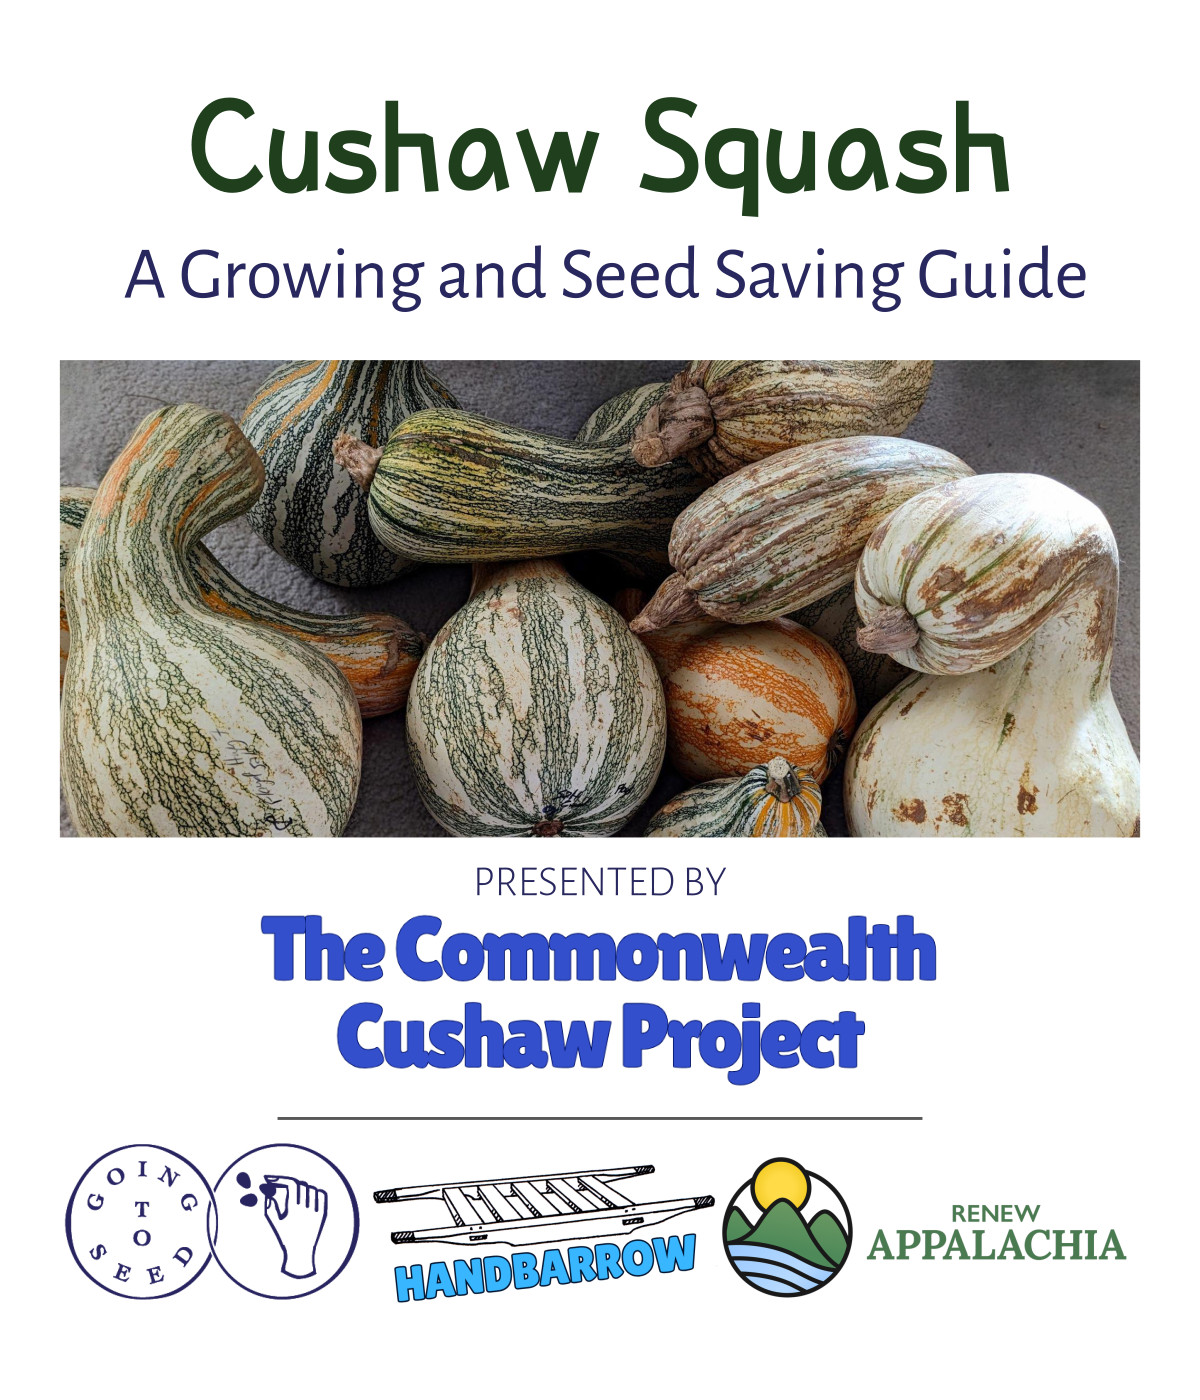 Cushaw Squash
A Growing and Seed Saving Guide
PRESENTED BY
The Commonwealth
Cushaw Project
GOING
TO
SEED
HANDBARROW
RENEW
APPALACHIA